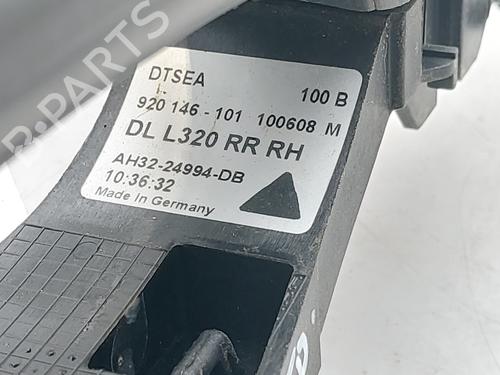 DTSEA 100 B
920 146 - 101 100608 M
DL L320 RR RH
AH32-24994-DB
10:36:32
Made in Germany